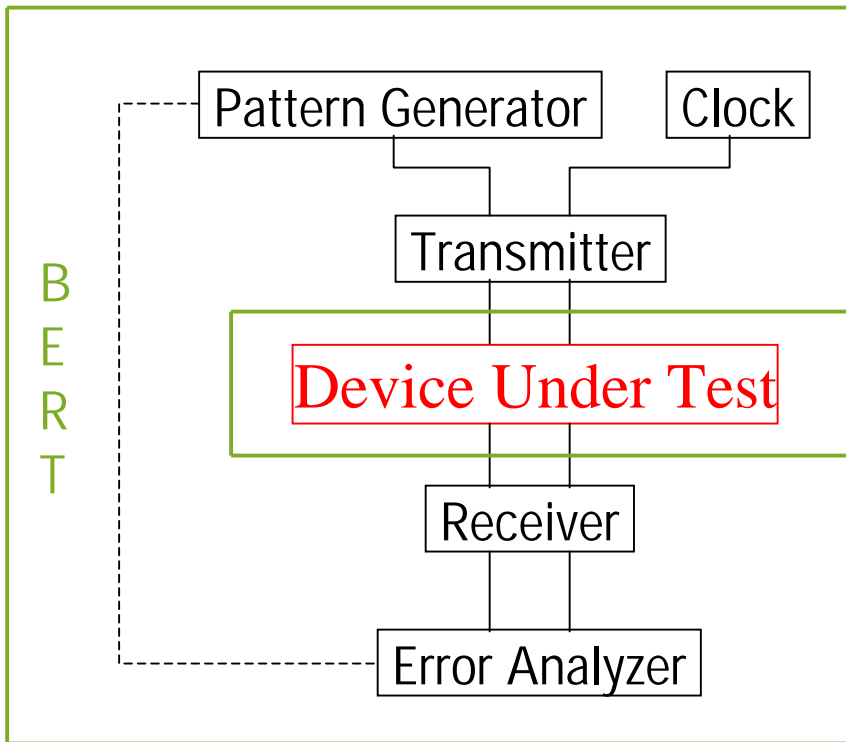 Pattern Generator
Clock
Transmitter
B
E
R
T
Device Under Test
Receiver
Error Analyzer